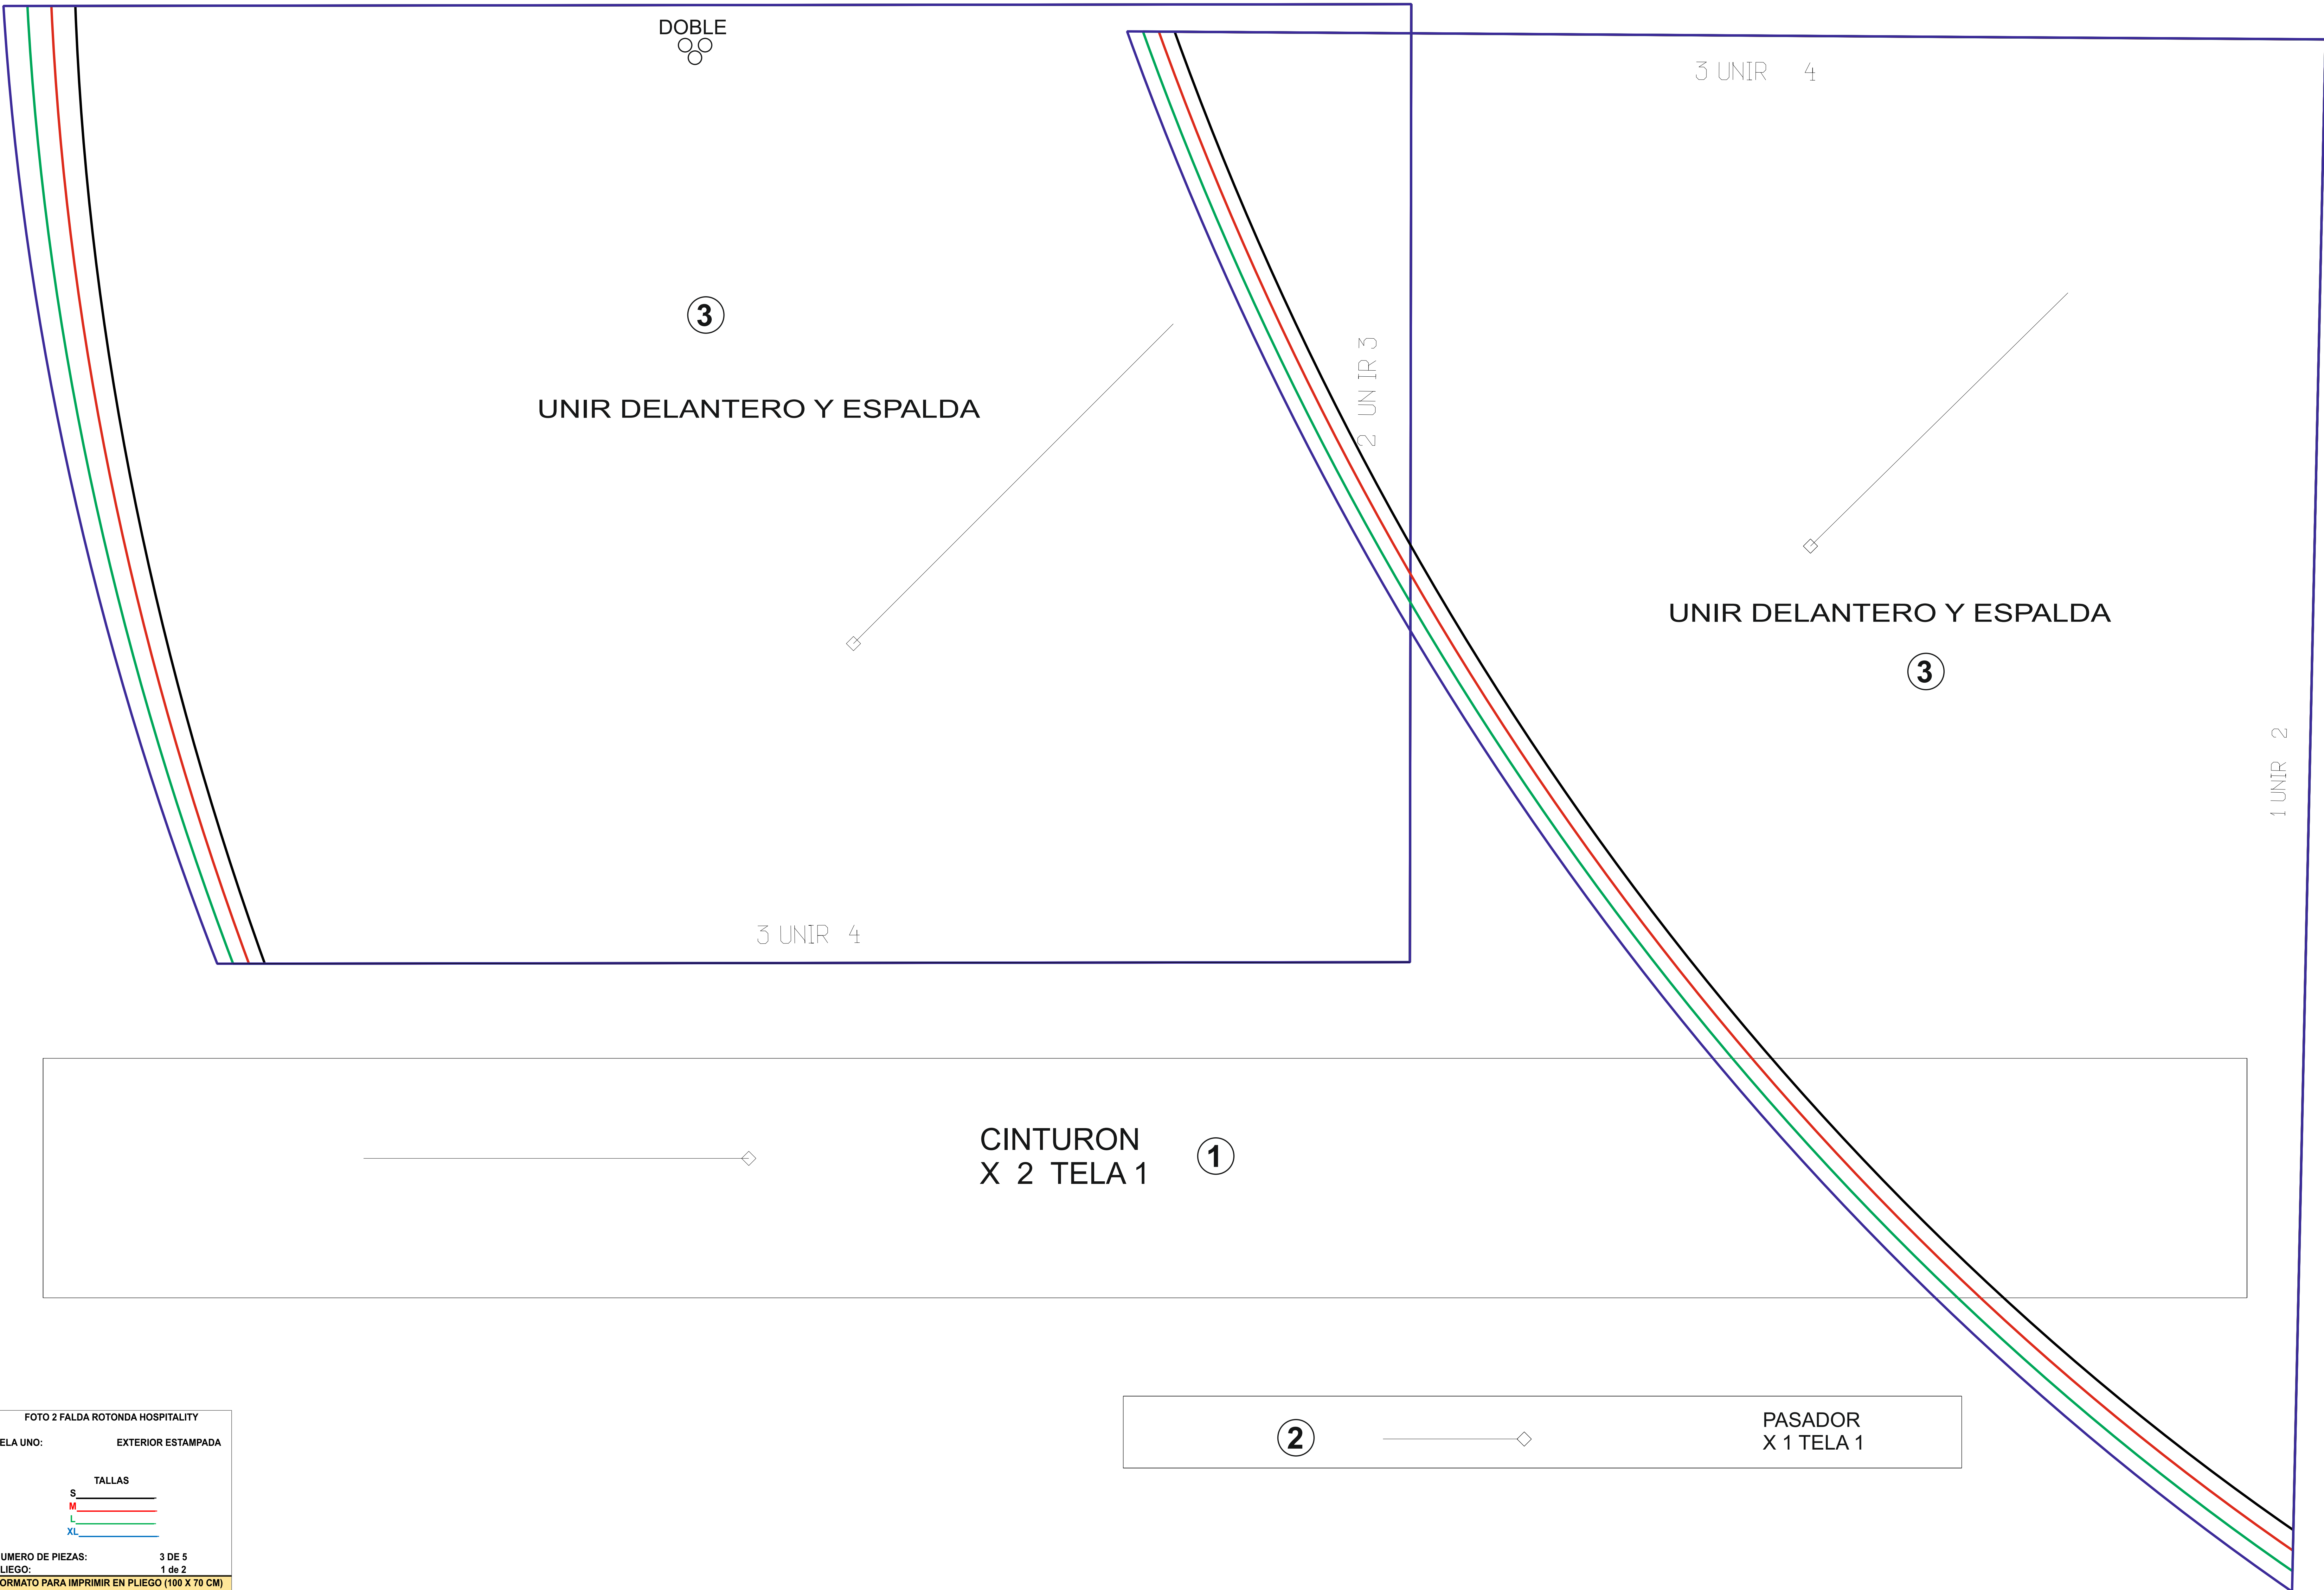 DOBLE
3 UNIR 4
3
2 UN IR 3
UNIR DELANTERO Y ESPALDA
UNIR DELANTERO Y ESPALDA
3
1 UNIR 2
3 UNIR 4
CINTURON
X 2 TELA 1
1
2
PASADOR
X 1 TELA 1
FOTO 2 FALDA ROTONDA HOSPITALITY
ELA UNO: EXTERIOR ESTAMPADA
TALLAS
S
M
L
XL
UMERO DE PIEZAS: 3 DE 5
LIEGO: 1 de 2
ORMATO PARA IMPRIMIR EN PLIEGO (100 X 70 CM)